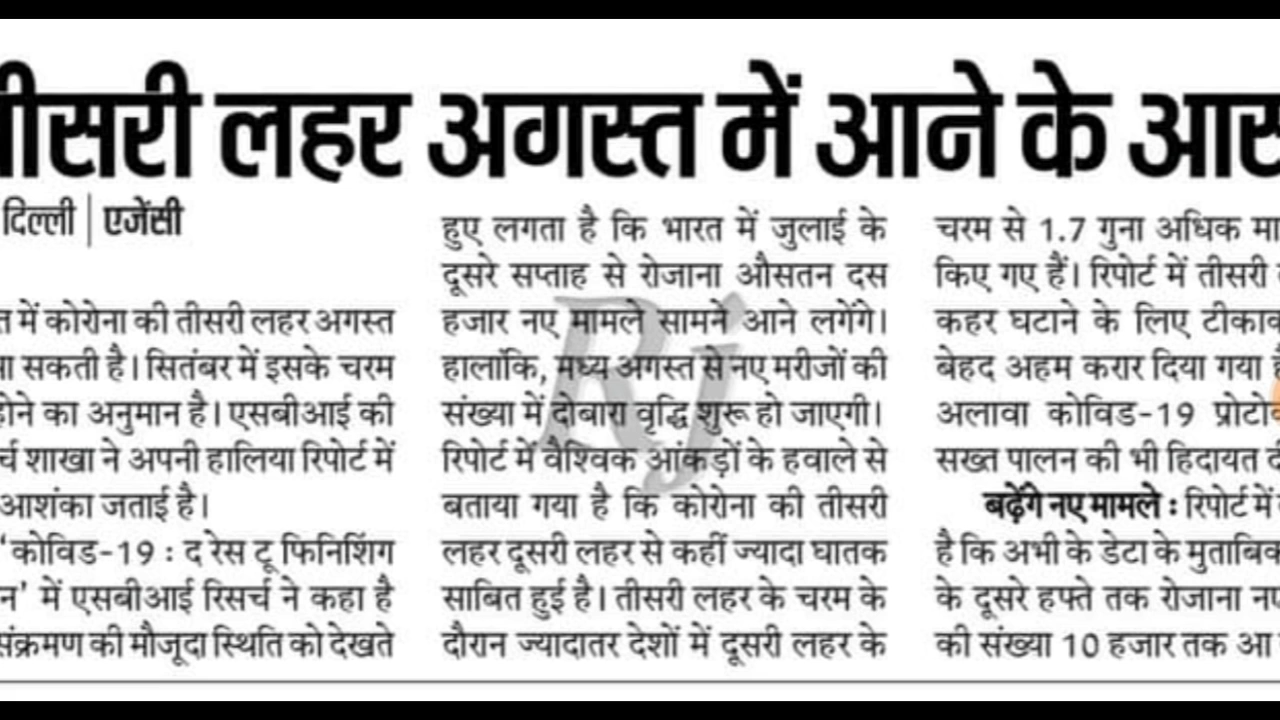 लहर अगस्त में आने के
दिल्ली | एजेंसी
में कोरोना की तीसरी लहर अगस्त
सकती है। सितंबर में इसके चरम
का अनुमान है। एसबीआई की
शाखा ने अपनी हालिया रिपोर्ट में
आशंका जताई है।
'कोविड-19 : द रेस टू फिनिशिंग
में एसबीआई रिसर्च ने कहा है
संक्रमण की मौजूदा स्थिति को देखते
हुए लगता है कि भारत में जुलाई के
दूसरे सप्ताह से रोजाना औसतन दस
हजार नए मामले सामने आने लगेंगे।
हालांकि, मध्य अगस्त से नए मरीजों की
संख्या में दोबारा वृद्धि शुरू हो जाएगी।
रिपोर्ट में वैश्विक आंकड़ों के हवाले से
बताया गया है कि कोरोना की तीसरी
लहर दूसरी लहर से कहीं ज्यादा घातक
साबित हुई है। तीसरी लहर के चरम के
दौरान ज्यादातर देशों में दूसरी लहर के
चरम से 1.7 गुना अधिक
किए गए हैं। रिपोर्ट में तीसरी
कहर घटाने के लिए
बेहद अहम करार दिया गया
अलावा कोविड-19
सख्त पालन की भी हिदायत
बढ़ेंगे नए मामले : रिपोर्ट में
है कि अभी के डेटा के
के दूसरे हफ्ते तक रोजाना
की संख्या 10 हजार तक आ
Rj